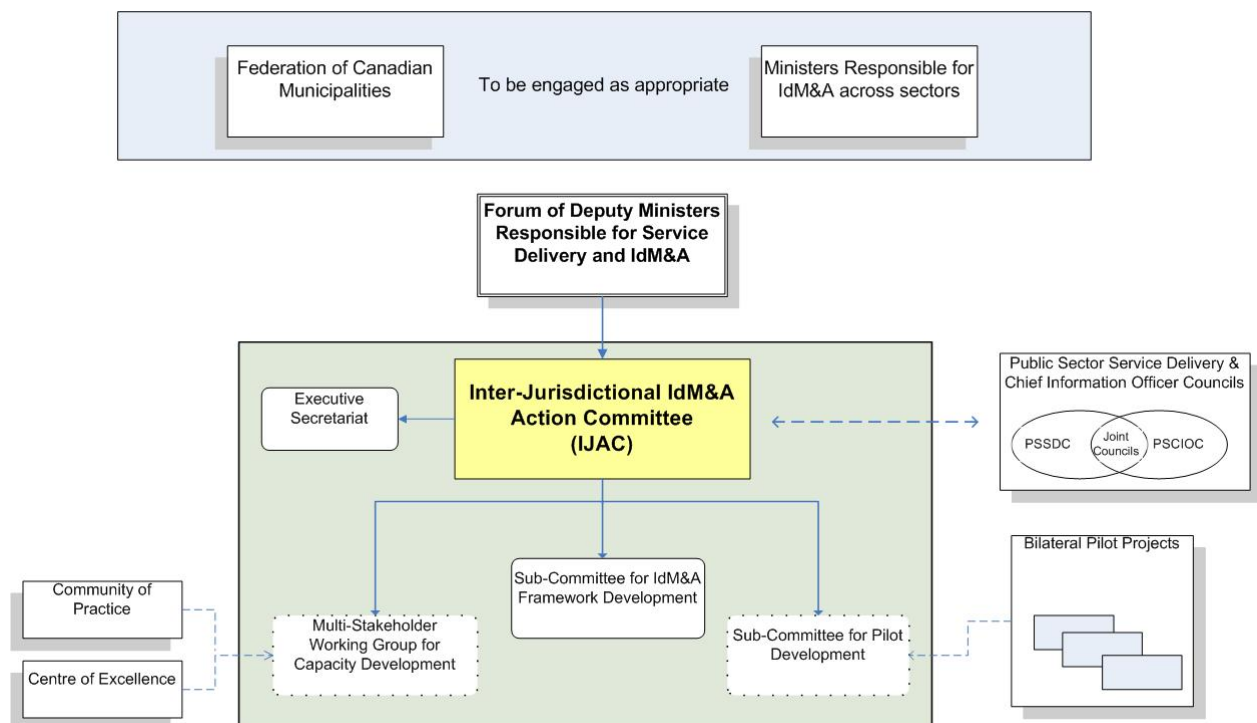 Federation of Canadian
Municipalities
To be engaged as appropriate
Ministers Responsible for
IdM&A across sectors
Forum of Deputy Ministers
Responsible for Service
Delivery and IdM&A
Inter-Jurisdictional IdM&A
Action Committee
(IJAC)
Executive
Secretariat
Public Sector Service Delivery &
Chief Information Officer Councils
PSSDC
Joint
Councils
PSCIOC
Sub-Committee for IdM&A
Framework Development
Multi-Stakeholder
Working Group for
Capacity Development
Sub-Committee for Pilot
Development
Community of
Practice
Centre of Excellence
Bilateral Pilot Projects